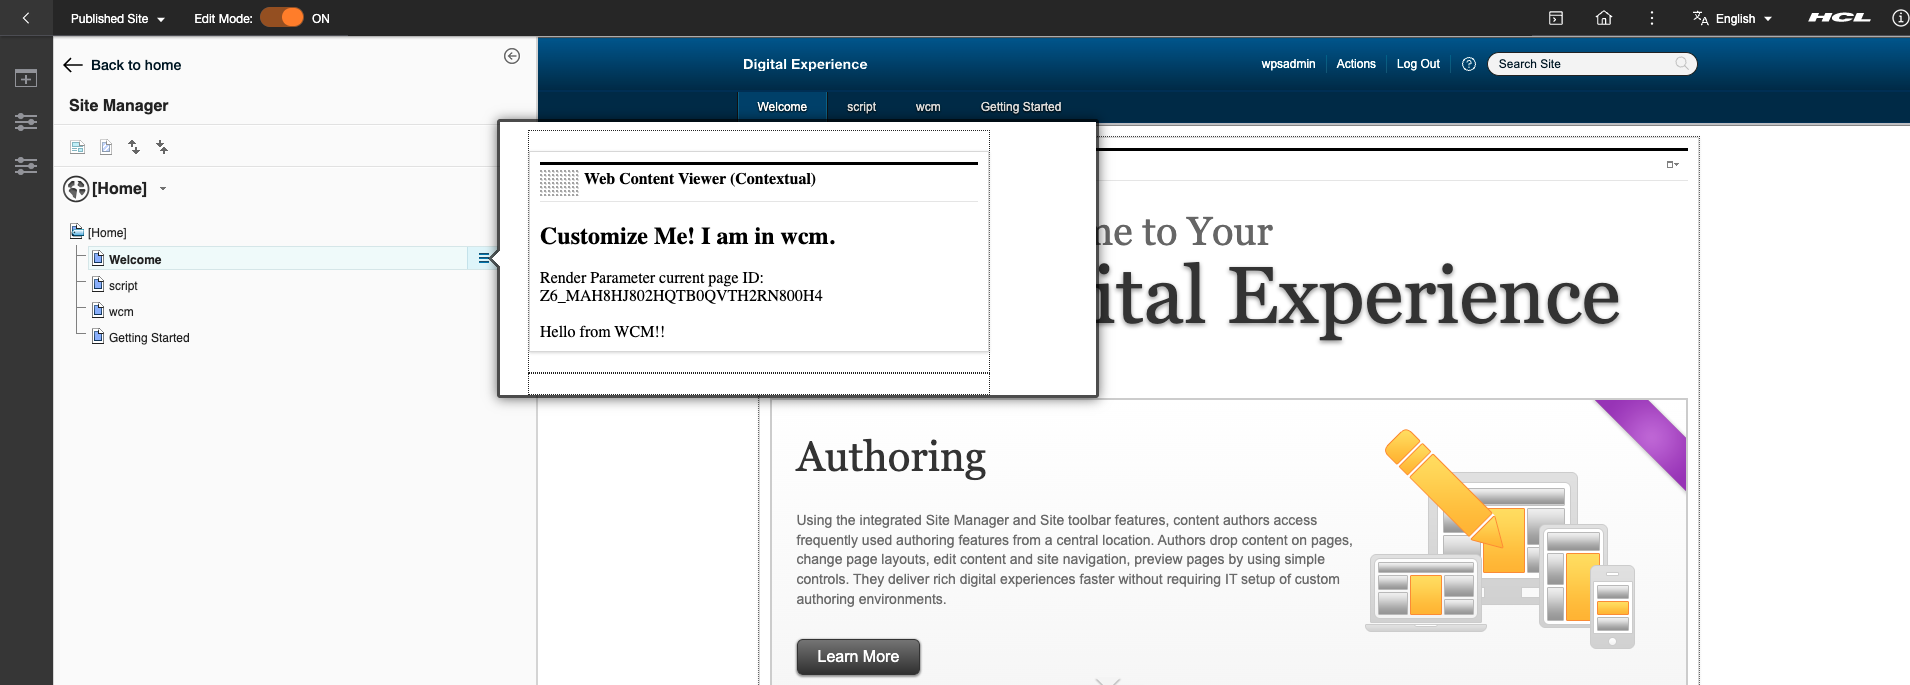 Published Site
Edit Mode:
ON
English
HCL
Back to home
Site Manager
[Home]
[Home]
Welcome
script
wcm
Getting Started
Digital Experience
wpsadmin
Actions
Log Out
Search Site
Welcome
script
wcm
Getting Started
Web Content Viewer (Contextual)
Customize Me! I am in wcm.
Render Parameter current page ID:
Z6_MAH8HJ802HQTB0QVTH2RN800H4
Hello from WCM!!
me to Your
ital Experience
Authoring
Using the integrated Site Manager and Site toolbar features, content authors access
frequently used authoring features from a central location. Authors drop content on pages,
change page layouts, edit content and site navigation, preview pages by using simple
controls. They deliver rich digital experiences faster without requiring IT setup of custom
authoring environments.
Learn More